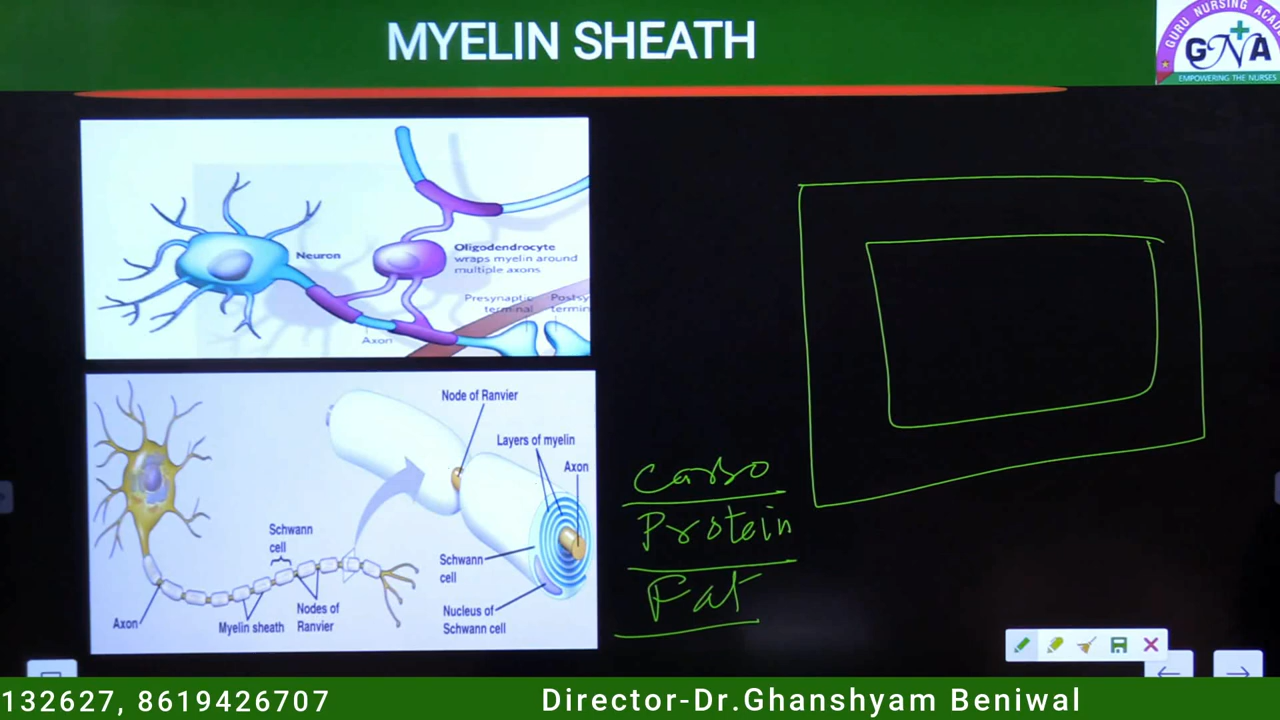 MYELIN SHEATH
GURU NURSING ACAD
GNA
EMPOWERING THE NURSES
Neuron
Oligodendrocyte
wraps myelin around
multiple axons
Presynaptic
terminal
Postsy
termin
Axon
Node of Ranvier
Layers of myelin
Axon
Schwann
cell
Schwann
cell
Nucleus of
Schwann cell
Axon
Myelin sheath
Nodes of
Ranvier
Carbo
Protein
Fat
132627, 8619426707
Director-Dr.Ghanshyam Beniwal